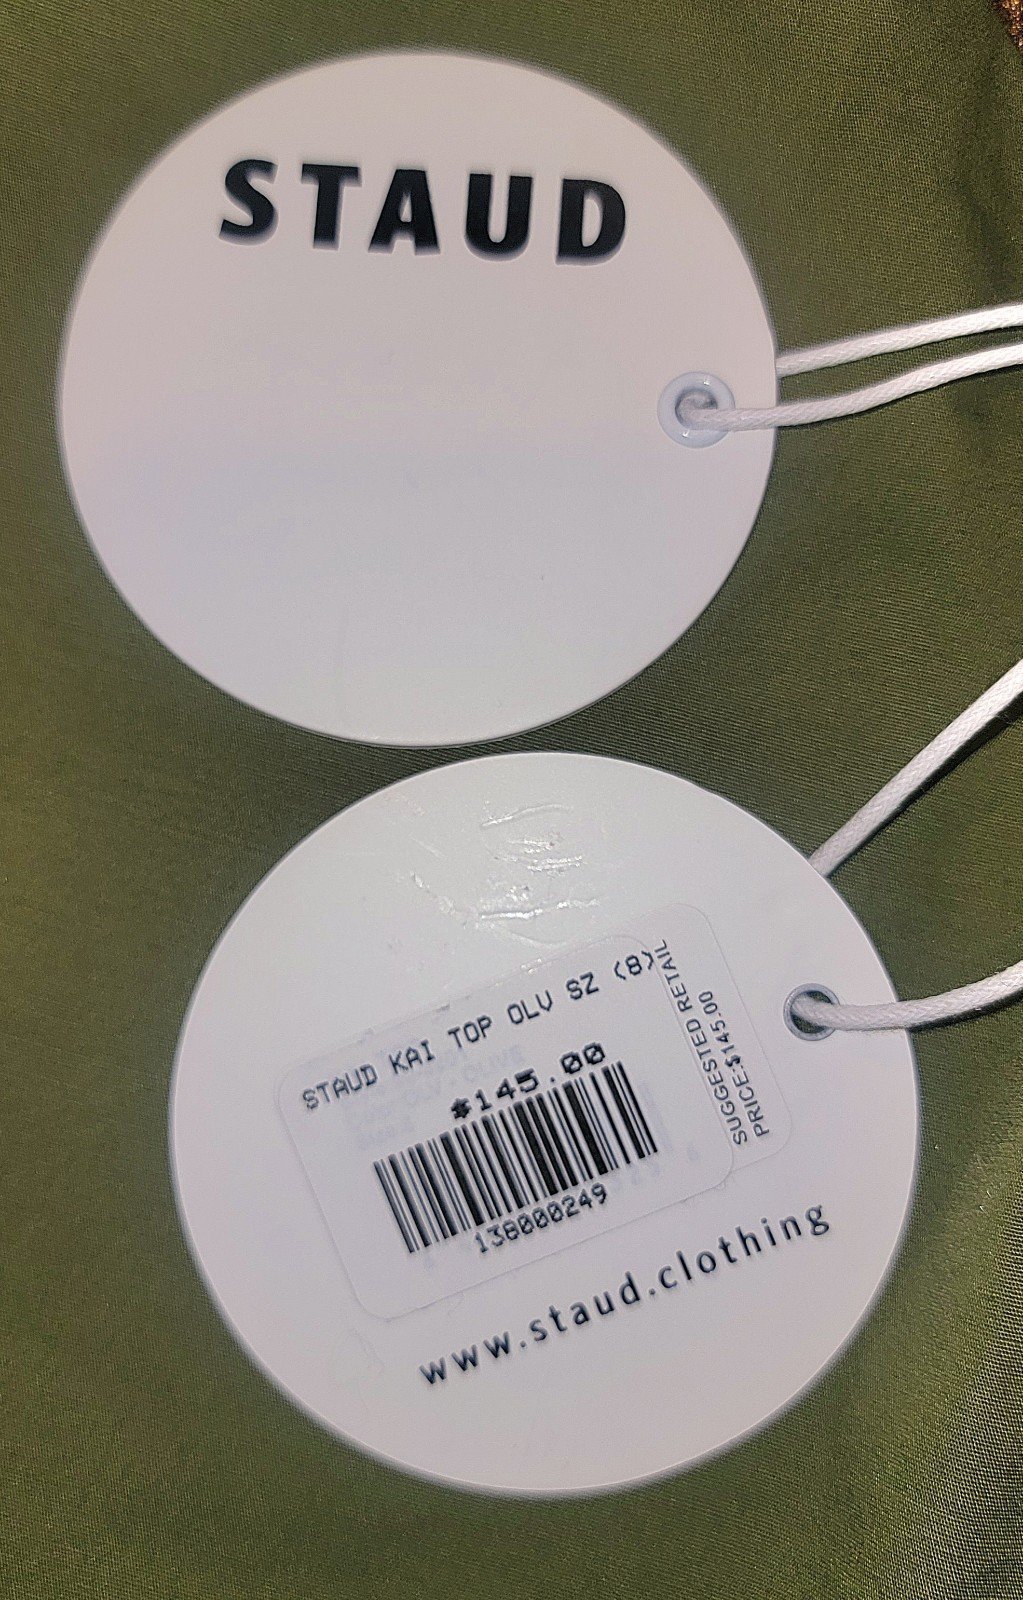 STAUD
STAUD KAI TOP OLV SZ (8)
$145.00
138000249
SUGGESTED RETAIL
PRICE:$145.00
www.staud.clothing